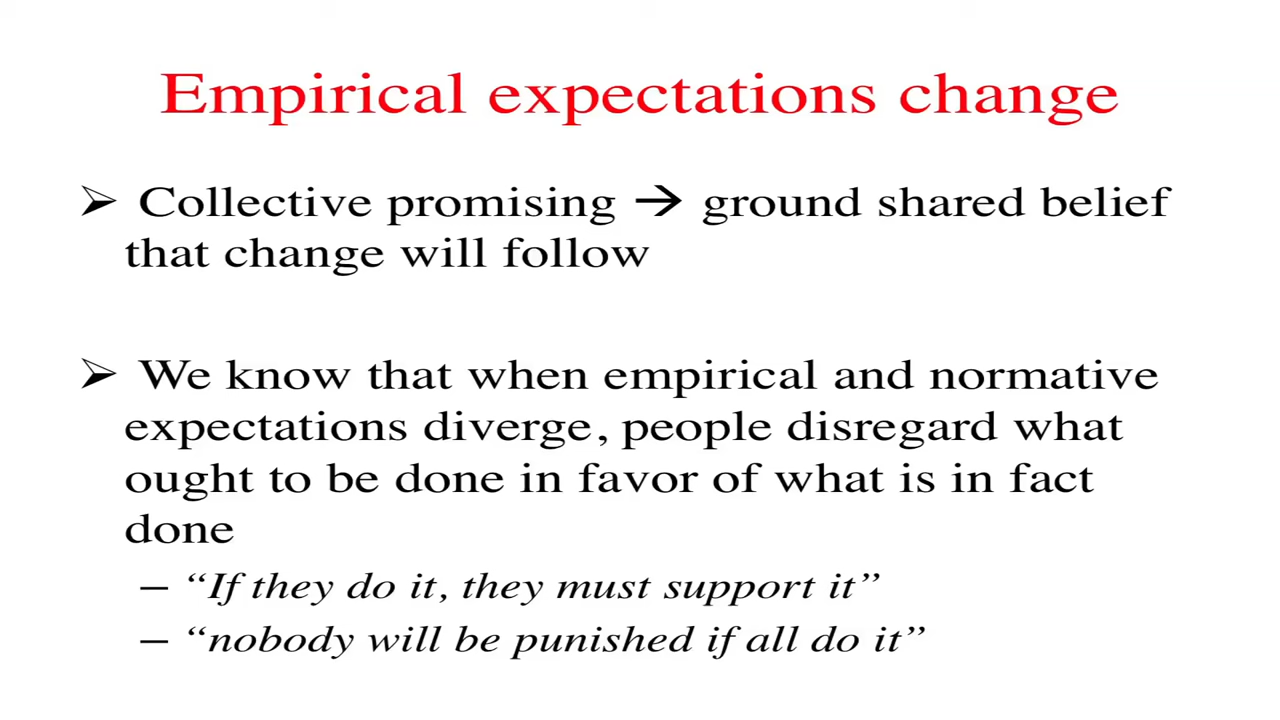 Empirical expectations change
➢ Collective promising → ground shared belief
that change will follow
➢ We know that when empirical and normative
expectations diverge, people disregard what
ought to be done in favor of what is in fact
done
– “If they do it, they must support it”
– “nobody will be punished if all do it”